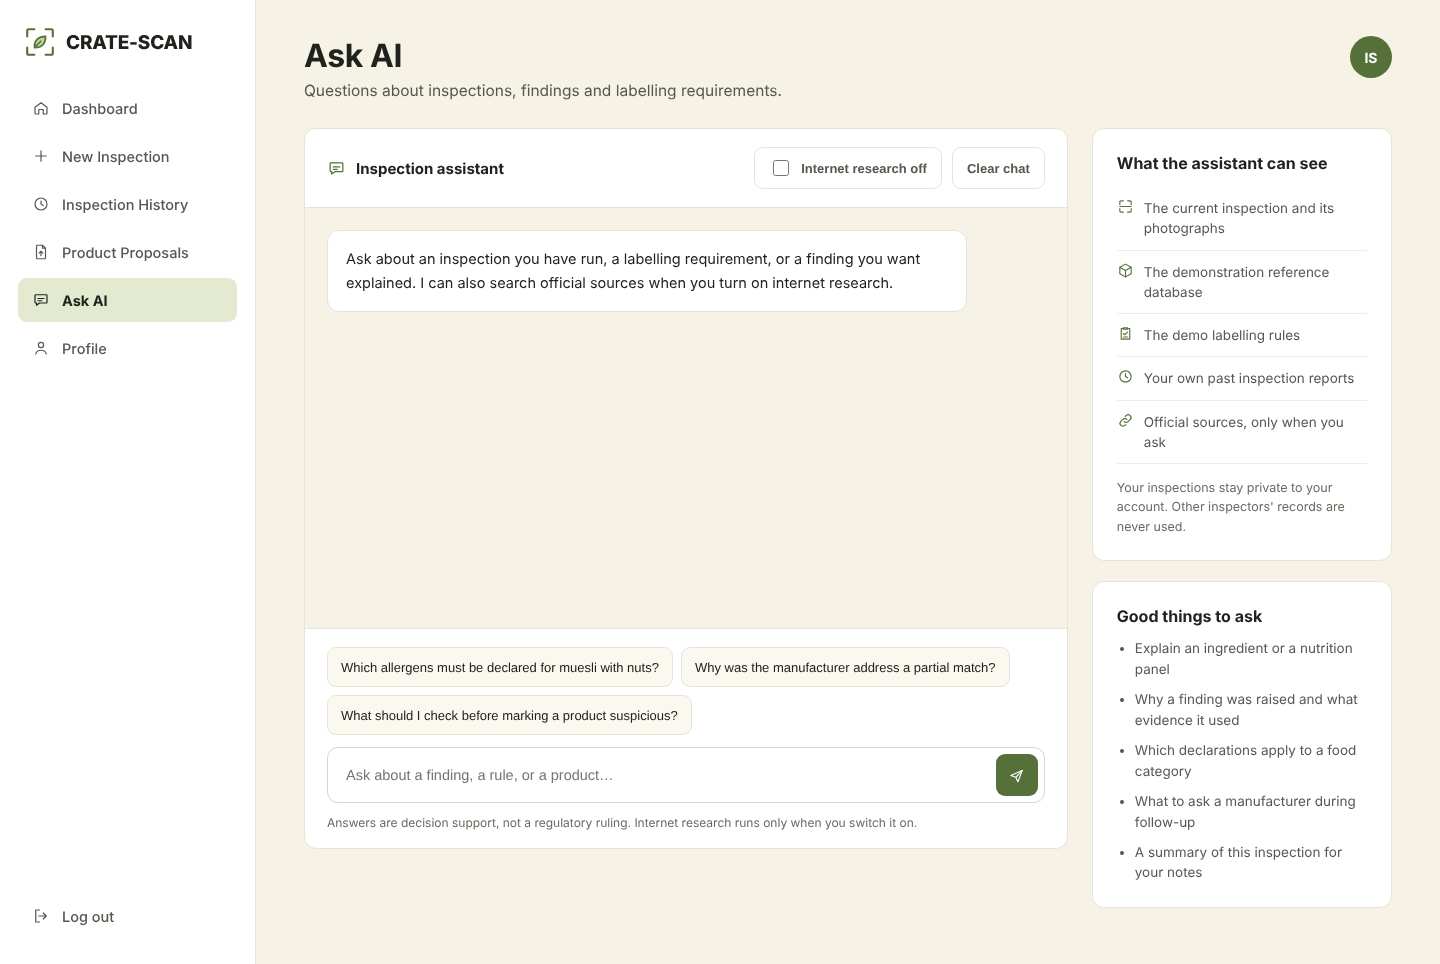 CRATE-SCAN
Dashboard
New Inspection
Inspection History
Product Proposals
Ask AI
Profile
Log out
Ask AI
Questions about inspections, findings and labelling requirements.
IS
Inspection assistant
Internet research off
Clear chat
Ask about an inspection you have run, a labelling requirement, or a finding you want
explained. I can also search official sources when you turn on internet research.
Which allergens must be declared for muesli with nuts?
Why was the manufacturer address a partial match?
What should I check before marking a product suspicious?
Ask about a finding, a rule, or a product…
Answers are decision support, not a regulatory ruling. Internet research runs only when you switch it on.
What the assistant can see
The current inspection and its
photographs
The demonstration reference
database
The demo labelling rules
Your own past inspection reports
Official sources, only when you
ask
Your inspections stay private to your
account. Other inspectors' records are
never used.
Good things to ask
• Explain an ingredient or a nutrition
panel
• Why a finding was raised and what
evidence it used
• Which declarations apply to a food
category
• What to ask a manufacturer during
follow-up
• A summary of this inspection for
your notes